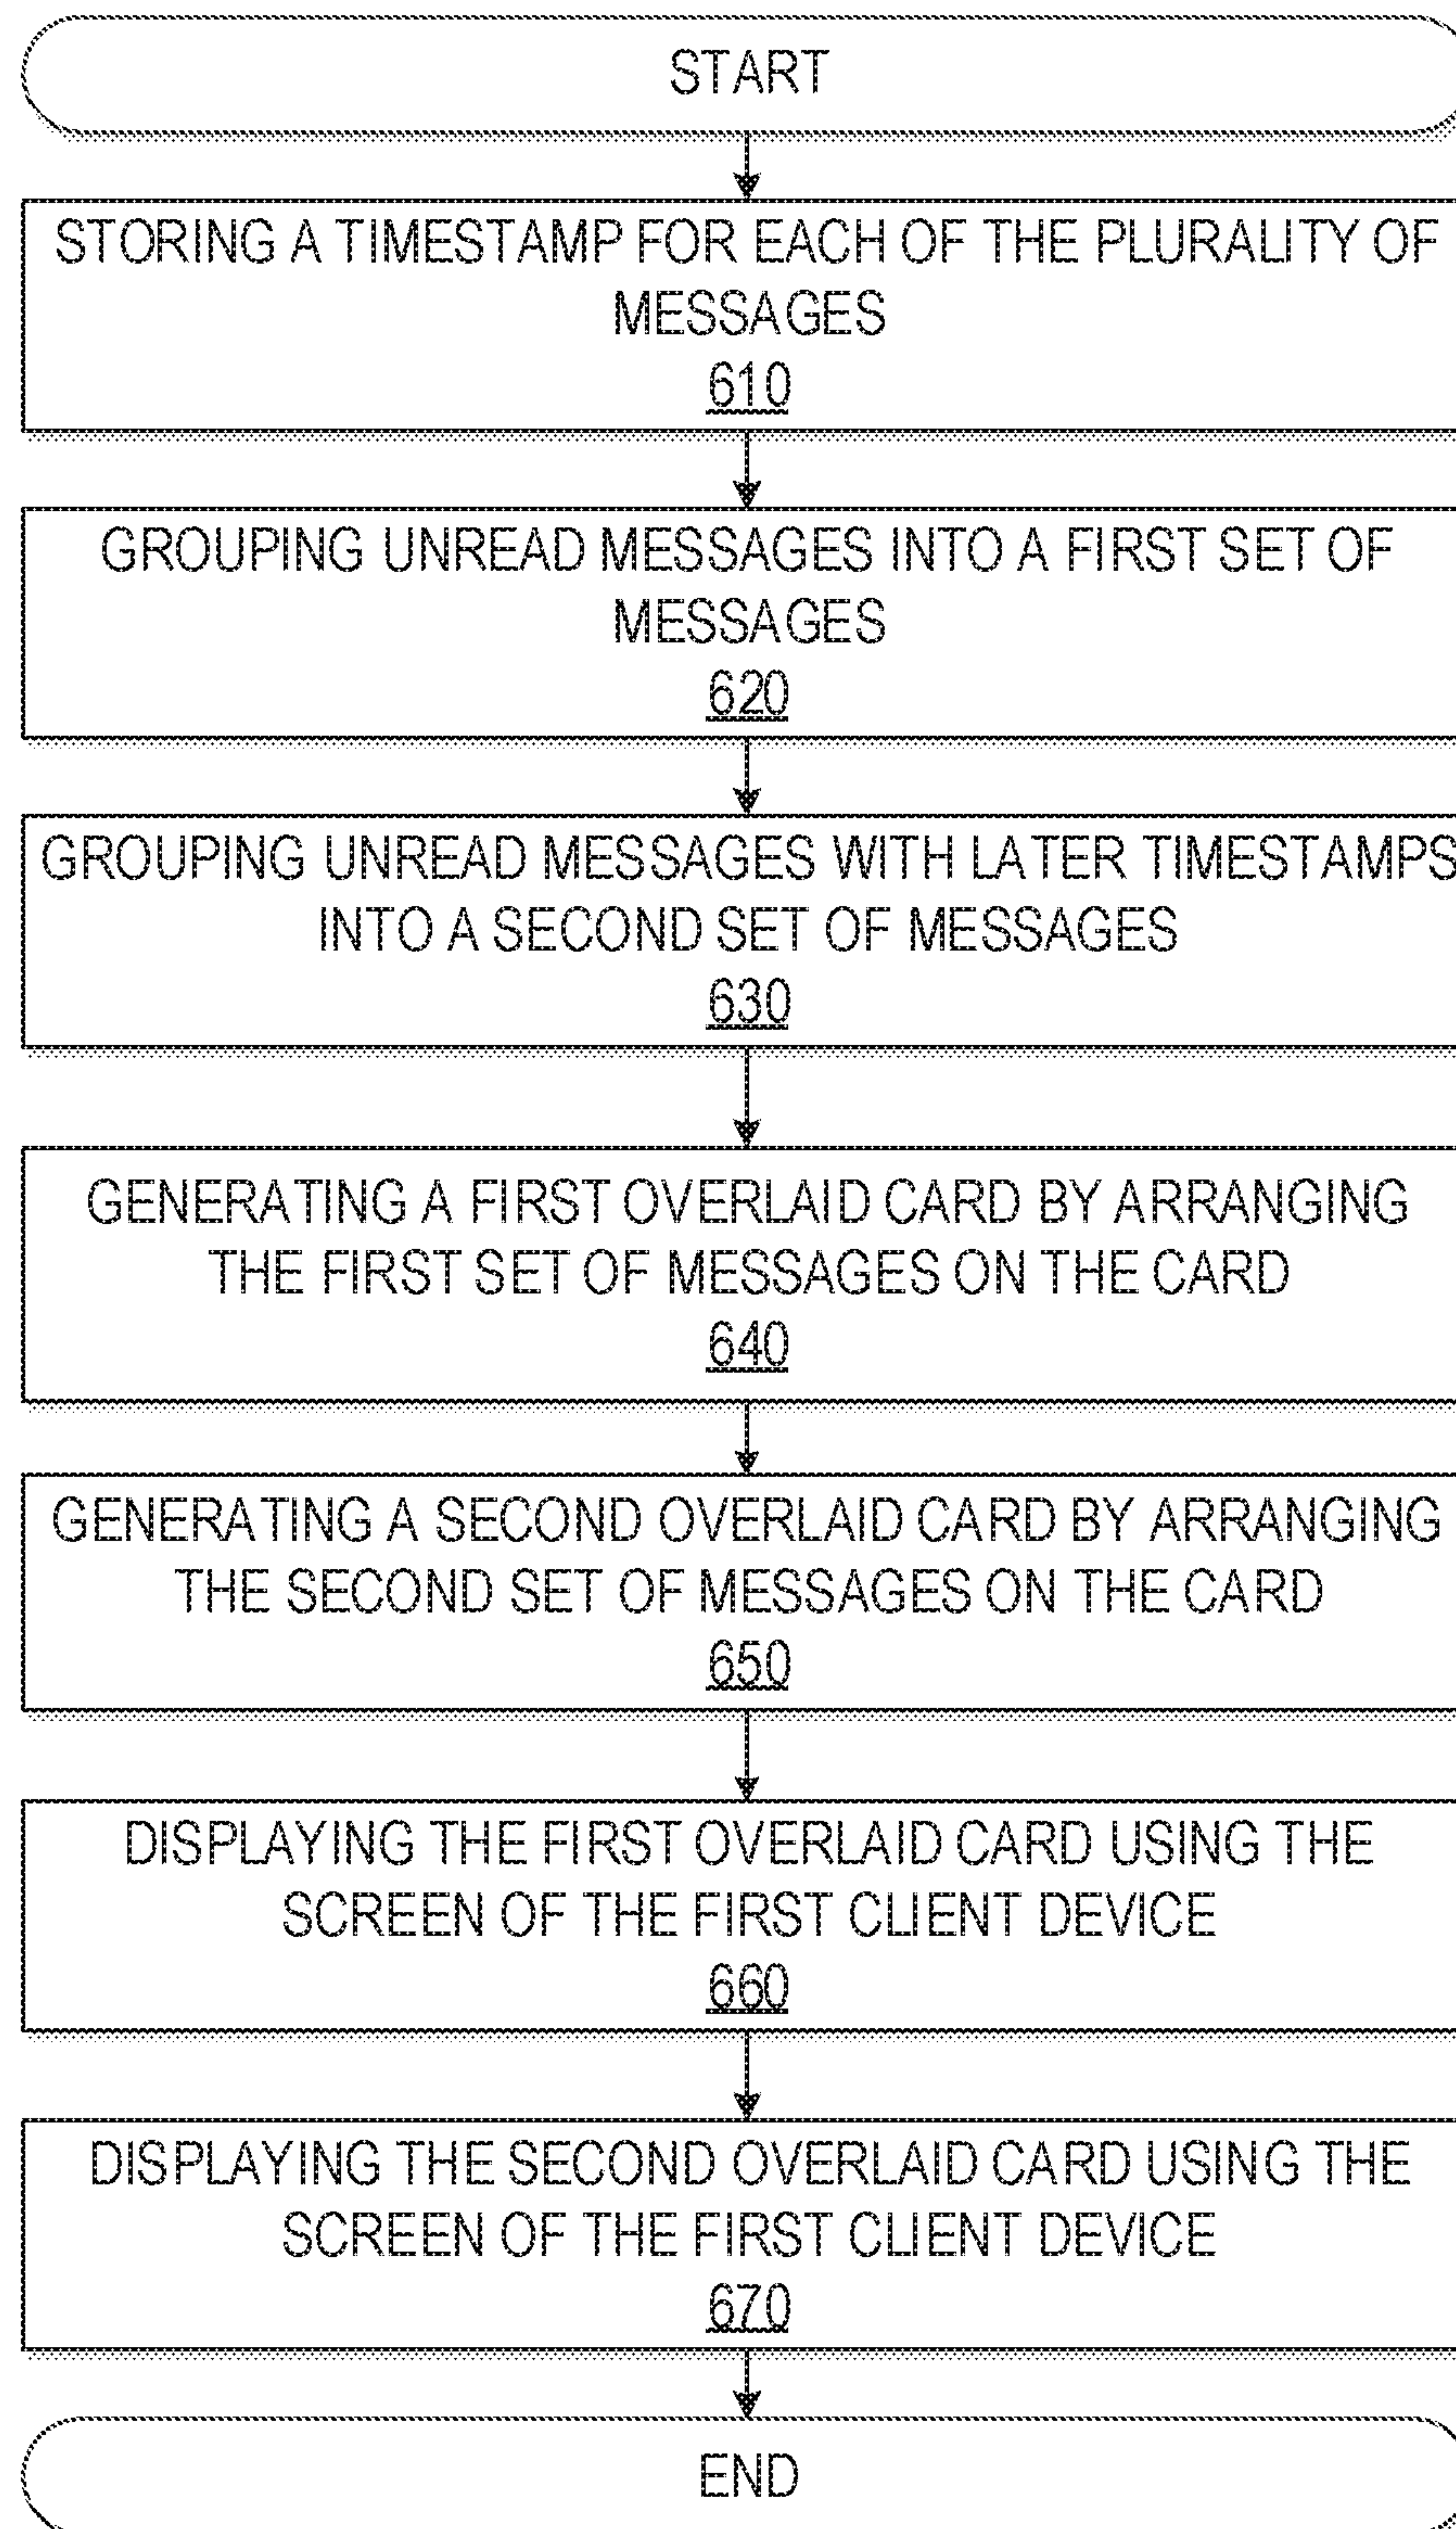 START
STORING A TIMESTAMP FOR EACH OF THE PLURALITY OF
MESSAGES
610
GROUPING UNREAD MESSAGES INTO A FIRST SET OF
MESSAGES
620
GROUPING UNREAD MESSAGES WITH LATER TIMESTAMPS
INTO A SECOND SET OF MESSAGES
630
GENERATING A FIRST OVERLAID CARD BY ARRANGING
THE FIRST SET OF MESSAGES ON THE CARD
640
GENERATING A SECOND OVERLAID CARD BY ARRANGING
THE SECOND SET OF MESSAGES ON THE CARD
650
DISPLAYING THE FIRST OVERLAID CARD USING THE
SCREEN OF THE FIRST CLIENT DEVICE
660
DISPLAYING THE SECOND OVERLAID CARD USING THE
SCREEN OF THE FIRST CLIENT DEVICE
670
END